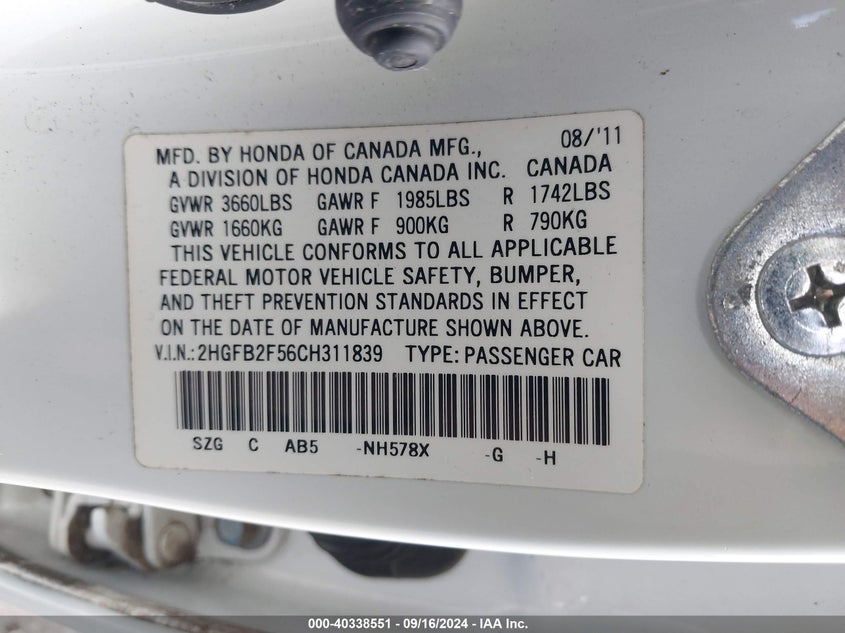 MFD. BY HONDA OF CANADA MFG., 08/'11
A DIVISION OF HONDA CANADA INC. CANADA
GVWR 3660LBS GAWR F 1985LBS R 1742LBS
GVWR 1660KG GAWR F 900KG R 790KG
THIS VEHICLE CONFORMS TO ALL APPLICABLE
FEDERAL MOTOR VEHICLE SAFETY, BUMPER,
AND THEFT PREVENTION STANDARDS IN EFFECT
ON THE DATE OF MANUFACTURE SHOWN ABOVE.
V.I.N.: 2HGFB2F56CH311839 TYPE: PASSENGER CAR
SZG C AB5 -NH578X -G -H
000-40338551 - 09/16/2024 - IAA Inc.